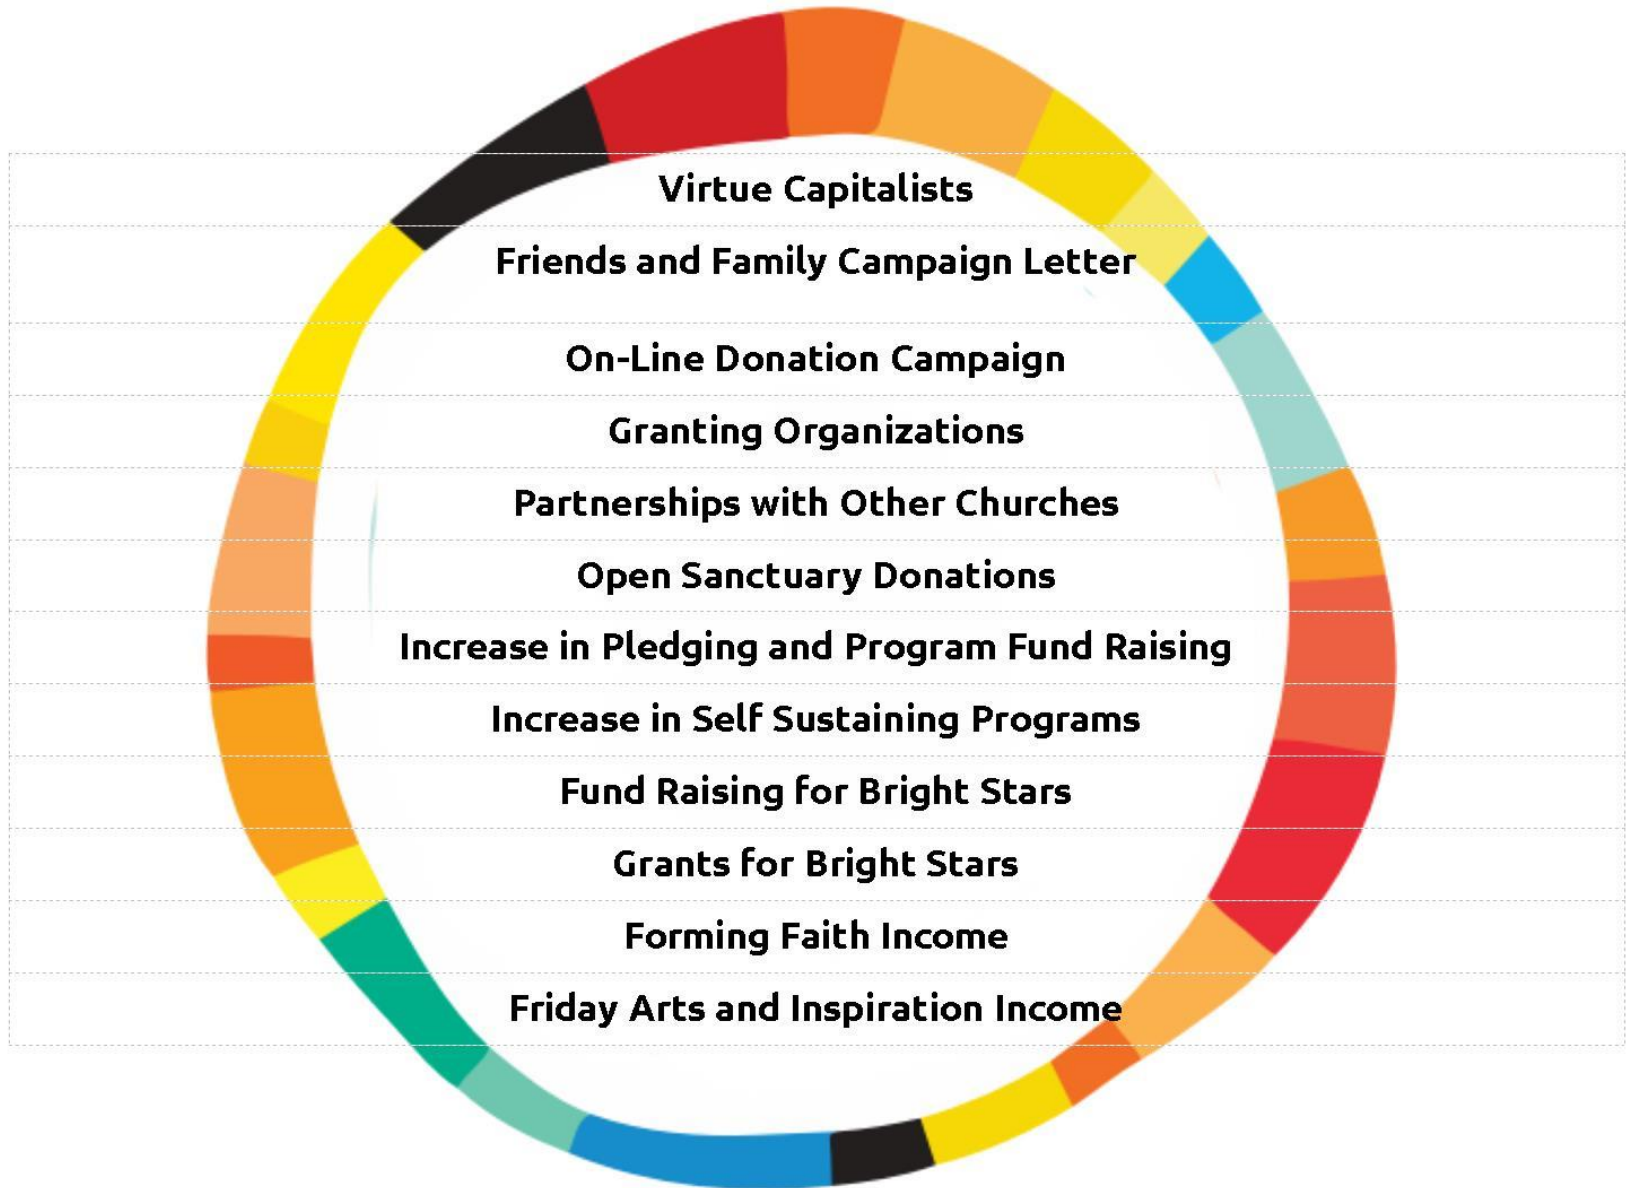 Virtue Capitalists
Friends and Family Campaign Letter
On-Line Donation Campaign
Granting Organizations
Partnerships with Other Churches
Open Sanctuary Donations
Increase in Pledging and Program Fund Raising
Increase in Self Sustaining Programs
Fund Raising for Bright Stars
Grants for Bright Stars
Forming Faith Income
Friday Arts and Inspiration Income